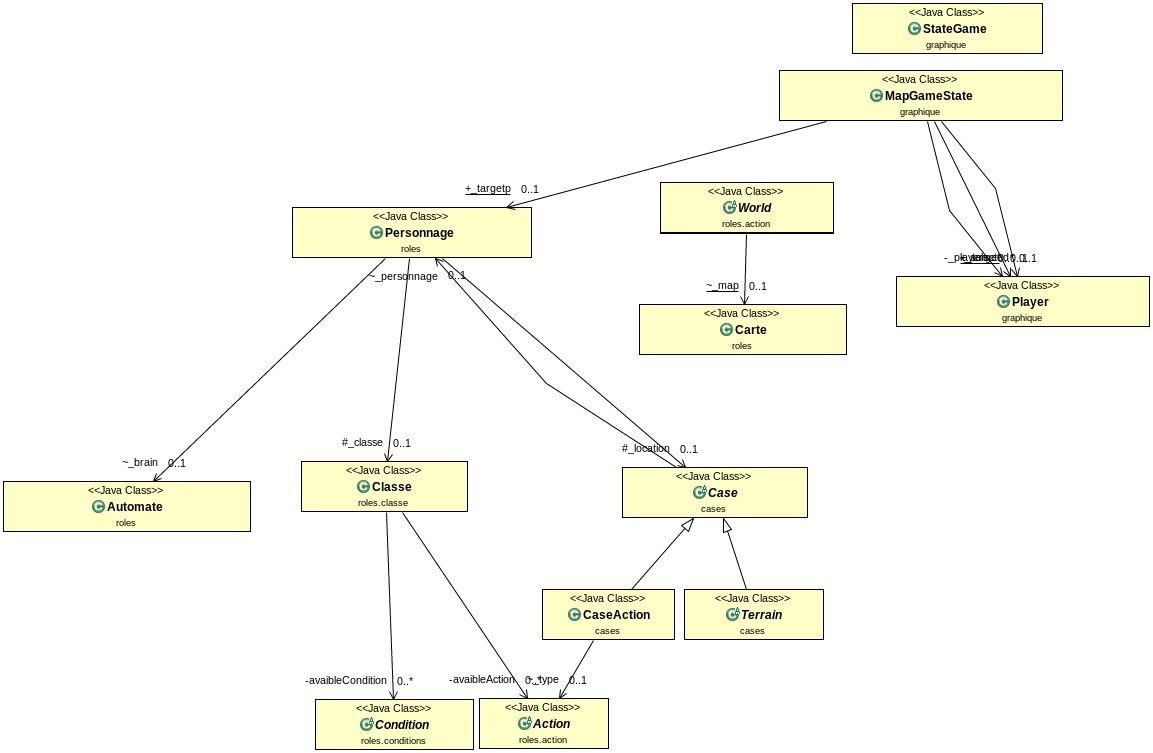 <<Java Class>>
StateGame
graphique
<<Java Class>>
MapGameState
graphique
+_targetp 0..1
<<Java Class>>
World
roles.action
<<Java Class>>
Personnage
roles
~_personnage 0..1
~_map 0..1
<<Java Class>>
Player
graphique
<<Java Class>>
Carte
roles
#_classe 0..1
#_location 0..1
~_brain 0..1
<<Java Class>>
Automate
roles
<<Java Class>>
Classe
roles.classe
<<Java Class>>
Case
cases
<<Java Class>>
CaseAction
cases
<<Java Class>>
Terrain
cases
-avaibleCondition 0..*
-avaibleAction
~_type 0..1
<<Java Class>>
Condition
roles.conditions
<<Java Class>>
Action
roles.action